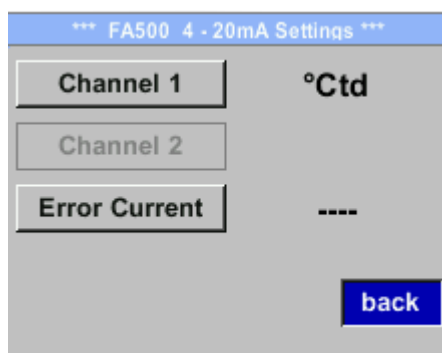 *** FA500 4 - 20mA Settings ***
Channel 1 °Ctd
Channel 2
Error Current ----
back